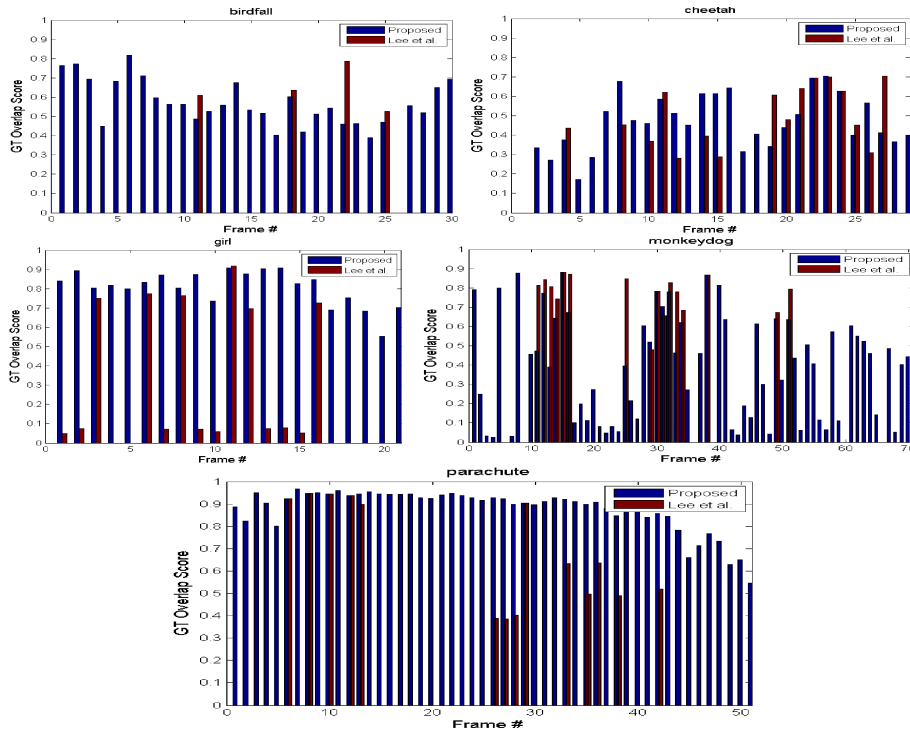 birdfall
1
0.9
0.8
0.7
0.6
0.5
0.4
0.3
0.2
0.1
0
GT Overlap Score
Proposed
Lee et al.
0 5 10 15 20 25 30
Frame #
cheetah
1
0.9
0.8
0.7
0.6
0.5
0.4
0.3
0.2
0.1
0
GT Overlap Score
Proposed
Lee et al.
0 5 10 15 20 25
Frame #
girl
1
0.9
0.8
0.7
0.6
0.5
0.4
0.3
0.2
0.1
0
GT Overlap Score
Proposed
Lee et al.
0 5 10 15 20
Frame #
monkeydog
1
0.9
0.8
0.7
0.6
0.5
0.4
0.3
0.2
0.1
0
GT Overlap Score
Proposed
Lee et al.
0 10 20 30 40 50 60 70
Frame #
parachute
1
0.9
0.8
0.7
0.6
0.5
0.4
0.3
0.2
0.1
0
GT Overlap Score
Proposed
Lee et al.
0 10 20 30 40 50
Frame #